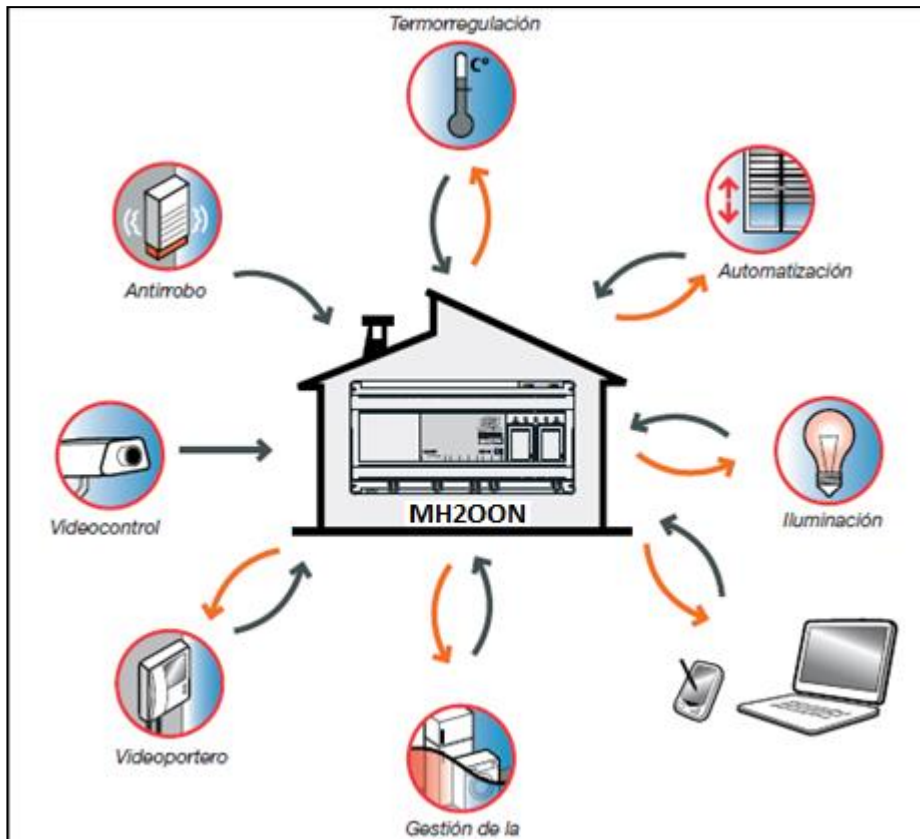 Termorregulación
C°
Antirrobo
Automatización
Videocontrol
MH2OON
Iluminación
Videoportero
Gestión de la